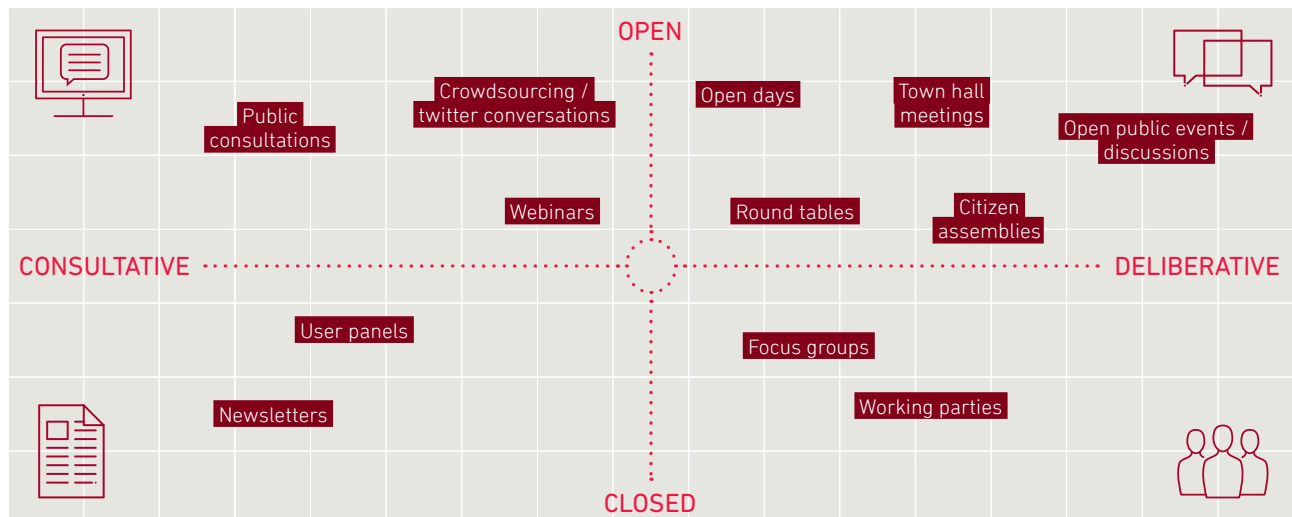 OPEN
Crowdsourcing /
twitter conversations
Open days
Town hall
meetings
Public
consultations
Open public events /
discussions
Webinars
Round tables
Citizen
assemblies
CONSULTATIVE
DELIBERATIVE
User panels
Focus groups
Newsletters
Working parties
CLOSED